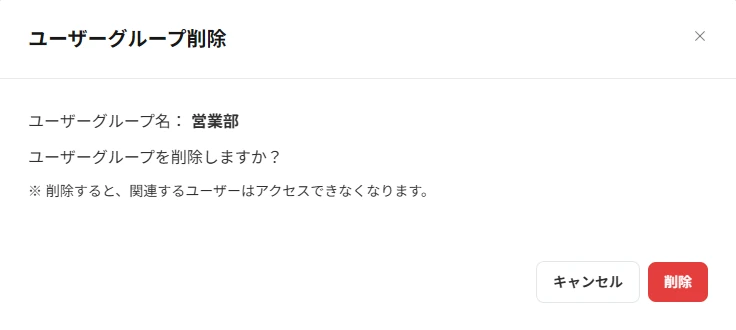 ユーザーグループ削除
ユーザーグループ名： 営業部
ユーザーグループを削除しますか？
※ 削除すると、関連するユーザーはアクセスできなくなります。
キャンセル 削除